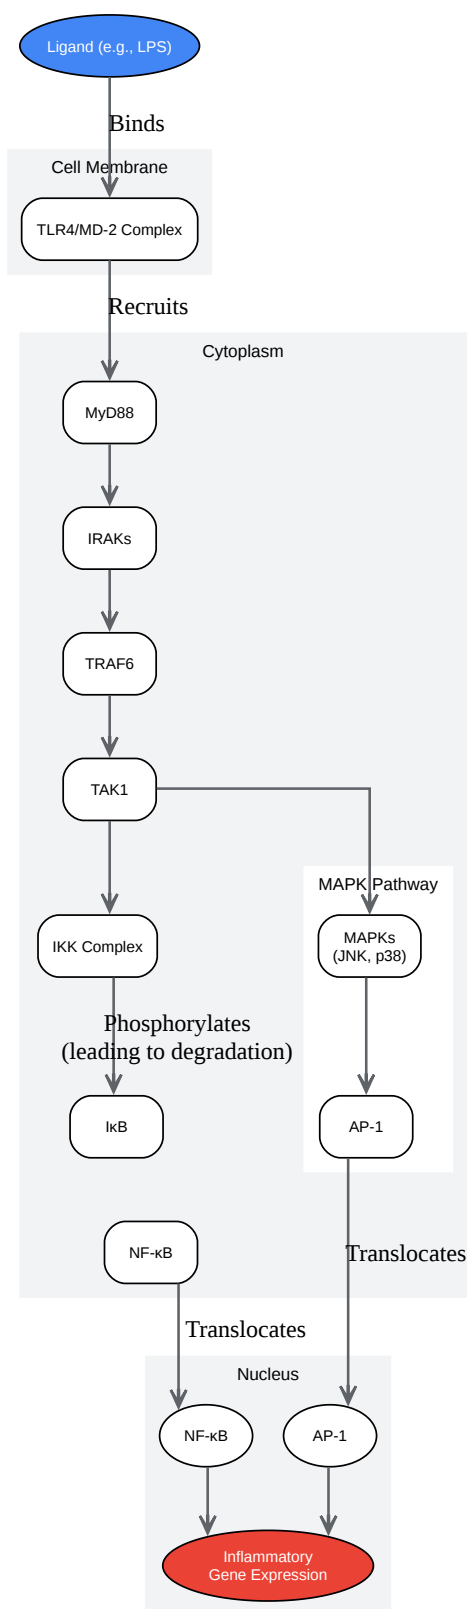 Ligand (e.g., LPS)
Binds
Cell Membrane
TLR4/MD-2 Complex
Recruits
Cytoplasm
MyD88
IRAKs
TRAF6
TAK1
MAPK Pathway
IKK Complex
MAPKs
(JNK, p38)
Phosphorylates
(leading to degradation)
IκB
AP-1
NF-κB
Translocates
Translocates
Nucleus
NF-κB
AP-1
Inflammatory
Gene Expression